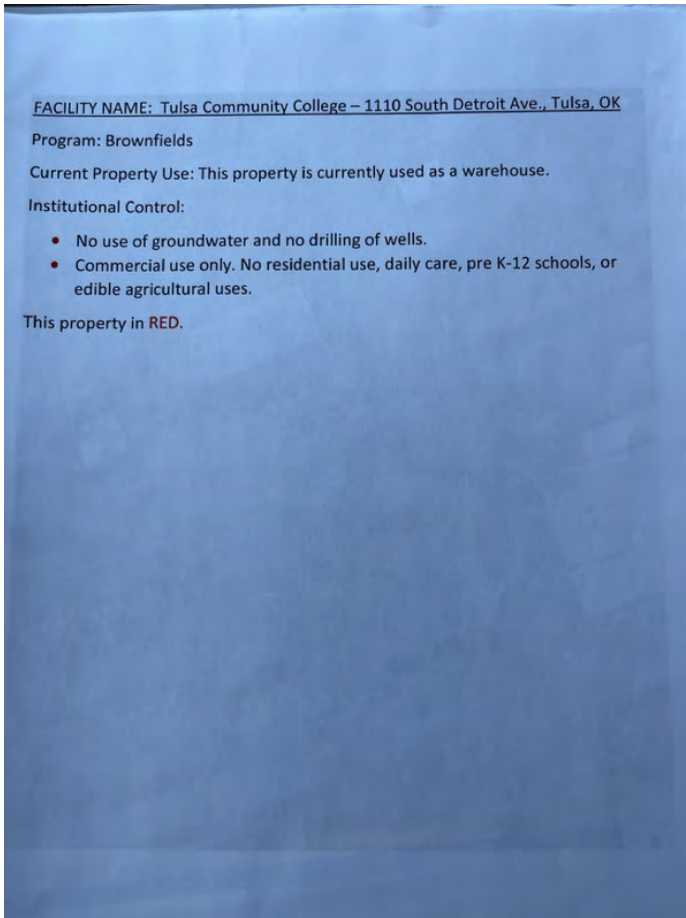 FACILITY NAME: Tulsa Community College – 1110 South Detroit Ave., Tulsa, OK
Program: Brownfields
Current Property Use: This property is currently used as a warehouse.
Institutional Control:
• No use of groundwater and no drilling of wells.
• Commercial use only. No residential use, daily care, pre K-12 schools, or
edible agricultural uses.
This property in RED.